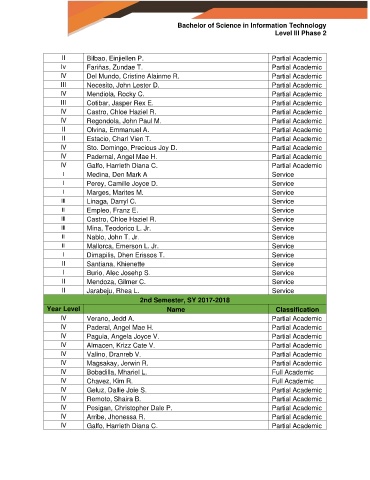 Bachelor of Science in Information Technology
Level III Phase 2
II Bilbao, Einjiellen P. Partial Academic
Iv Fariñas, Zundae T. Partial Academic
IV Del Mundo, Cristine Alainme R. Partial Academic
III Necesito, John Lester D. Partial Academic
IV Mendiola, Rocky C. Partial Academic
III Cotibar, Jasper Rex E. Partial Academic
IV Castro, Chloe Haziel R. Partial Academic
IV Regondola, John Paul M. Partial Academic
II Olvina, Emmanuel A. Partial Academic
II Estacio, Charl Vien T. Partial Academic
IV Sto. Domingo, Precious Joy D. Partial Academic
IV Padernal, Angel Mae H. Partial Academic
IV Galfo, Harrieth Diana C. Partial Academic
I Medina, Den Mark A Service
I Perey, Camille Joyce D. Service
I Marges, Marites M. Service
III Linaga, Darryl C. Service
II Empleo, Franz E. Service
III Castro, Chloe Haziel R. Service
III Mina, Teodorico L. Jr. Service
II Nablo, John T. Jr. Service
II Mallorca, Emerson L. Jr. Service
I Dimapilis, Dhen Erissos T. Service
II Santiana, Khienette Service
I Burio, Alec Josehp S. Service
II Mendoza, Gilmer C. Service
II Jarabeju, Rhea L. Service
2nd Semester, SY 2017-2018
Year Level Name Classification
IV Verano, Jedd A. Partial Academic
IV Paderal, Angel Mae H. Partial Academic
IV Paguia, Angela Joyce V. Partial Academic
IV Almacen, Krizz Cate V. Partial Academic
IV Valino, Dranreb V. Partial Academic
IV Magsakay, Jerwin R. Partial Academic
IV Bobadilla, Mhariel L. Full Academic
IV Chavez, Kim R. Full Academic
IV Geluz, Dallie Joie S. Partial Academic
IV Remoto, Shaira B. Partial Academic
IV Pesigan, Christopher Dale P. Partial Academic
IV Arribe, Jhonessa R. Partial Academic
IV Galfo, Harrieth Diana C. Partial Academic